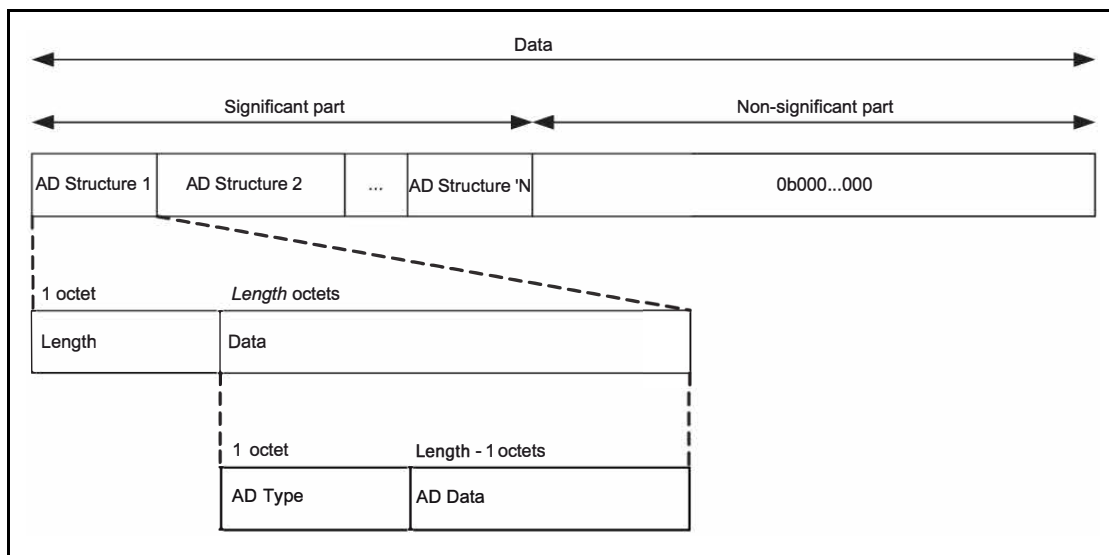 Data
Significant part
Non-significant part
AD Structure 1
AD Structure 2
...
AD Structure 'N
0b000...000
1 octet
Length octets
Length
Data
1 octet
Length - 1 octets
AD Type
AD Data